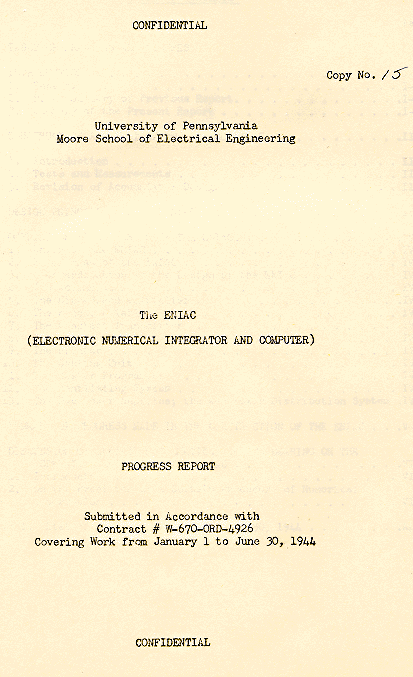 CONFIDENTIAL
Copy No. 15
University of Pennsylvania
Moore School of Electrical Engineering
The ENIAC
(ELECTRONIC NUMERICAL INTEGRATOR AND COMPUTER)
PROGRESS REPORT
Submitted in Accordance with
Contract # W-670-ORD-4926
Covering Work from January 1 to June 30, 1944
CONFIDENTIAL